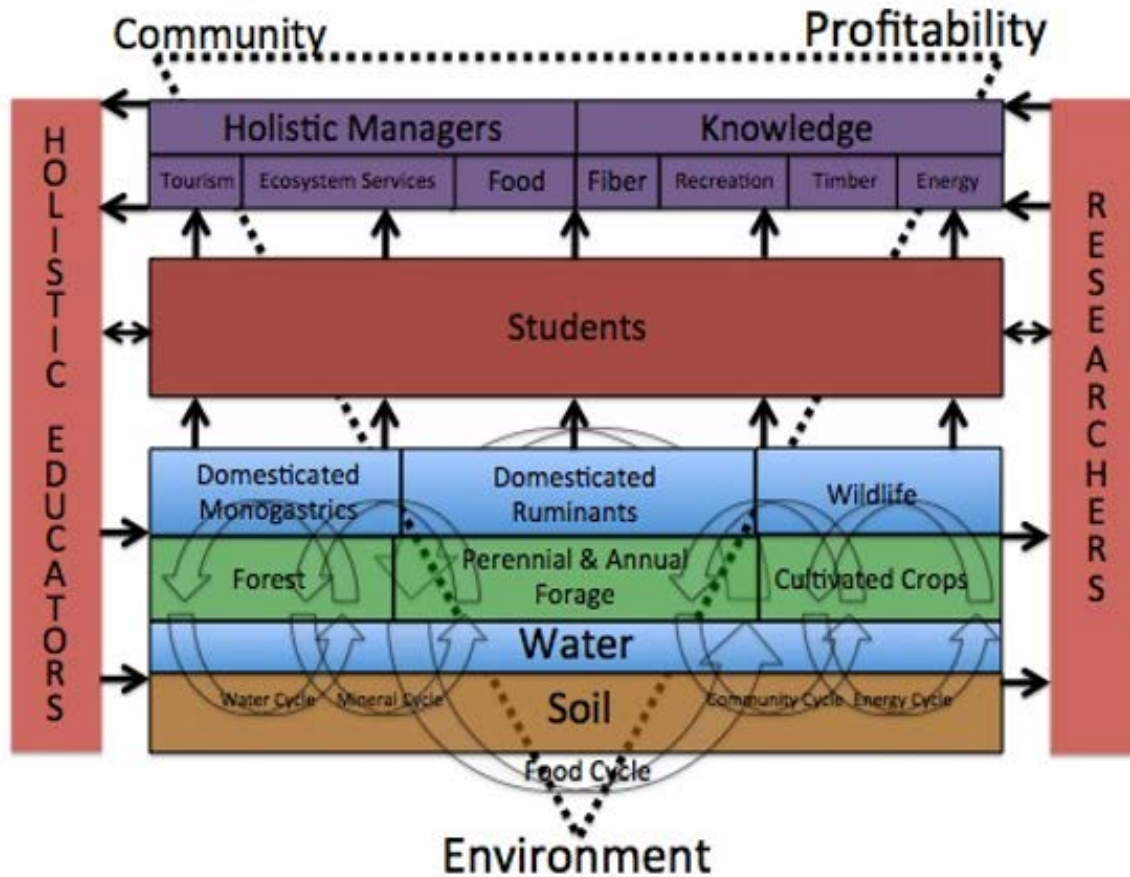 Community
Profitability
HOLISTIC EDUCATORS
Holistic Managers
Knowledge
Tourism
Ecosystem Services
Food
Fiber
Recreation
Timber
Energy
Students
Domesticated
Monogastrics
Domesticated
Ruminants
Wildlife
Forest
Perennial & Annual
Forage
Cultivated Crops
Water
Soil
Water Cycle
Mineral Cycle
Community Cycle
Energy Cycle
Food Cycle
Environment
RESEARCHERS